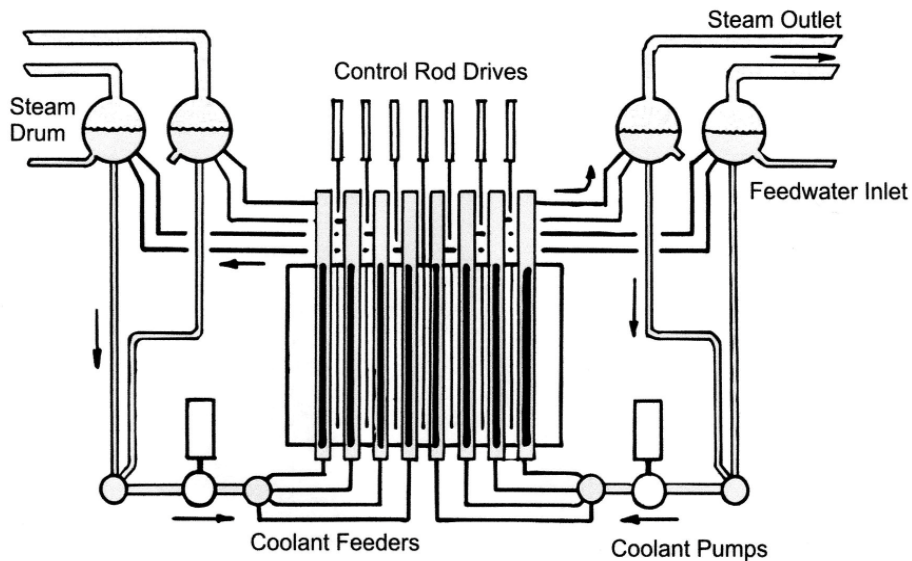 Steam Outlet
Control Rod Drives
Steam
Drum
Feedwater Inlet
Coolant Feeders
Coolant Pumps